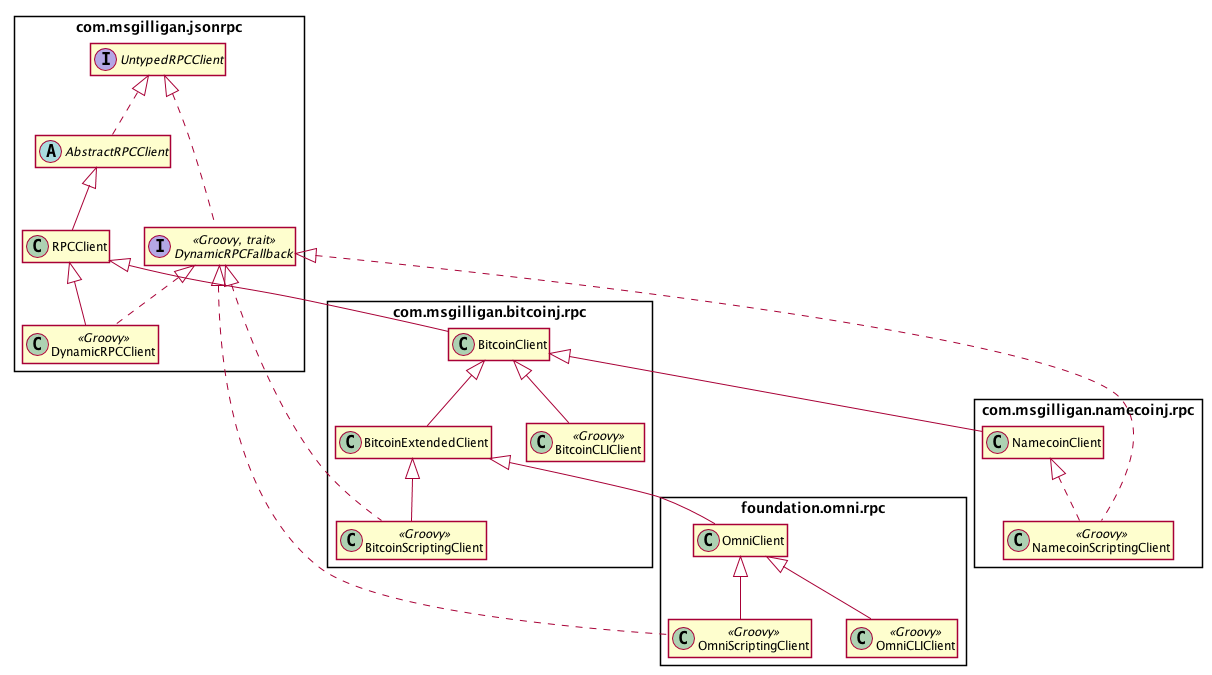 com.msgilligan.jsonrpc
I UntypedRPCClient
A AbstractRPCClient
C RPCClient
I «Groovy, trait»
DynamicRPCFallback
C «Groovy»
DynamicRPCClient
com.msgilligan.bitcoinj.rpc
C BitcoinClient
C BitcoinExtendedClient
C «Groovy»
BitcoinCLIClient
C «Groovy»
BitcoinScriptingClient
com.msgilligan.namecoinj.rpc
C NamecoinClient
C «Groovy»
NamecoinScriptingClient
foundation.omni.rpc
C OmniClient
C «Groovy»
OmniScriptingClient
C «Groovy»
OmniCLIClient